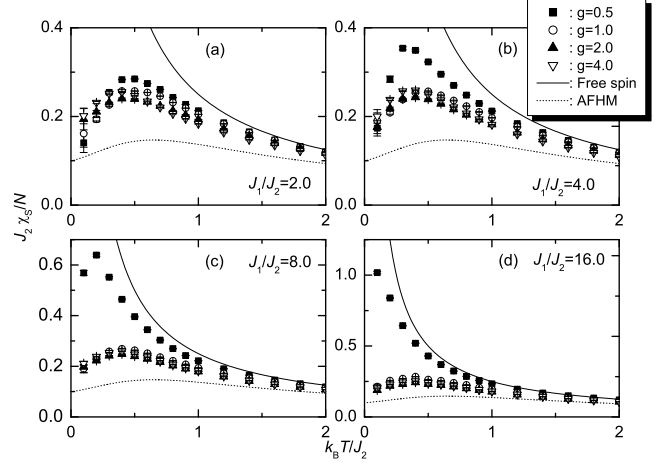 : g=0.5
: g=1.0
: g=2.0
: g=4.0
: Free spin
: AFHM
0.4
0.2
0.0
(a)
J₁/J₂=2.0
0 1 2
0.4
0.2
0.0
(b)
J₁/J₂=4.0
0 1 2
J₂ χₛ/N
0.6
0.4
0.2
0.0
(c) J₁/J₂=8.0
0 1 2
1.0
0.5
0.0
(d) J₁/J₂=16.0
0 1 2
k_BT/J₂